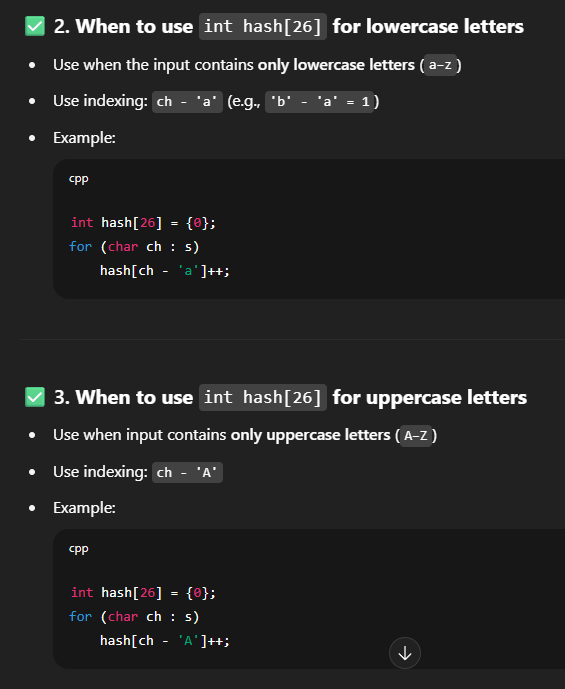 ✅ 2. When to use int hash[26] for lowercase letters
• Use when the input contains only lowercase letters (a–z)
• Use indexing: ch - 'a' (e.g., 'b' - 'a' = 1)
• Example:
cpp
int hash[26] = {0};
for (char ch : s)
    hash[ch - 'a']++;
✅ 3. When to use int hash[26] for uppercase letters
• Use when input contains only uppercase letters (A–Z)
• Use indexing: ch - 'A'
• Example:
cpp
int hash[26] = {0};
for (char ch : s)
    hash[ch - 'A']++;